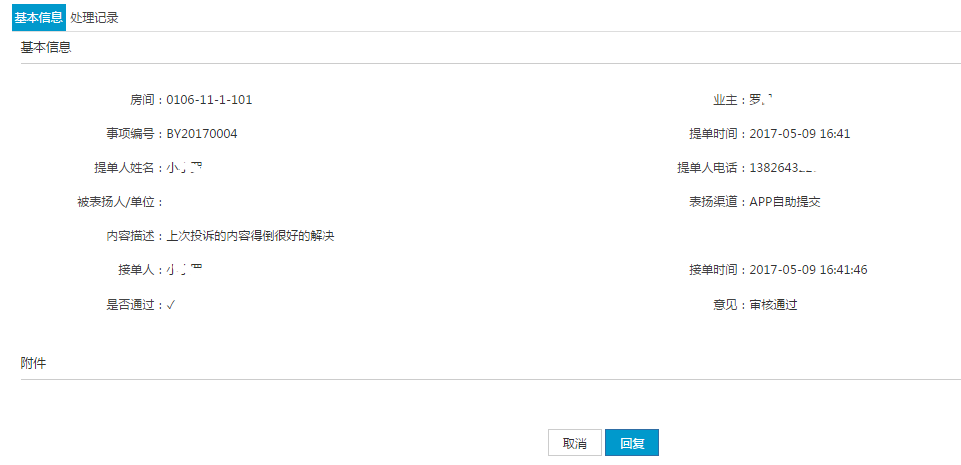 基本信息 处理记录
基本信息
房间：0106-11-1-101 业主：罗
事项编号：BY20170004 提单时间：2017-05-09 16:41
提单人姓名：小 提单人电话：1382643
被表扬人/单位： 表扬渠道：APP自助提交
内容描述：上次投诉的内容得倒很好的解决
接单人：小 接单时间：2017-05-09 16:41:46
是否通过：✓ 意见：审核通过
附件
取消 回复